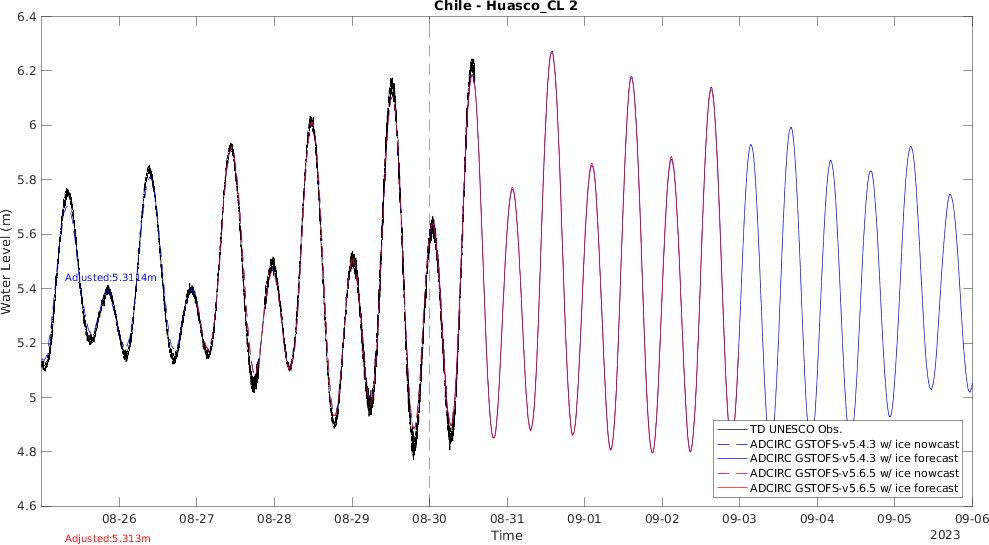 Chile - Huasco_CL 2
6.4
6.2
6
5.8
5.6
5.4
5.2
5
4.8
4.6
Water Level (m)
Adjusted:5.3114m
TD UNESCO Obs.
ADCIRC GSTOFS-v5.4.3 w/ ice nowcast
ADCIRC GSTOFS-v5.4.3 w/ ice forecast
ADCIRC GSTOFS-v5.6.5 w/ ice nowcast
ADCIRC GSTOFS-v5.6.5 w/ ice forecast
08-26 08-27 08-28 08-29 08-30 08-31 09-01 09-02 09-03 09-04 09-05 09-06
Time
2023
Adjusted:5.313m